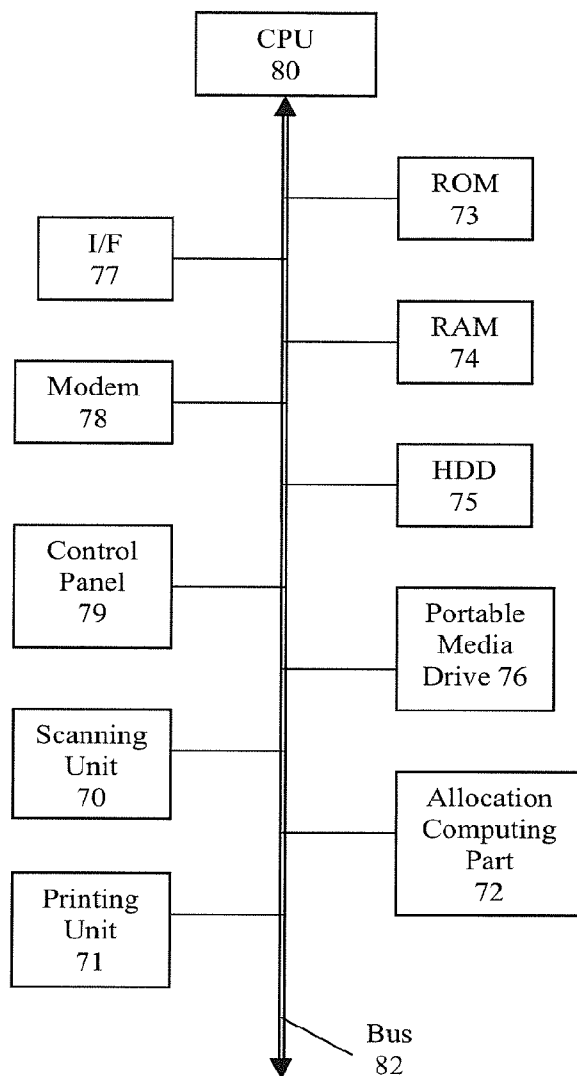 CPU
80
ROM
73
I/F
77
RAM
74
Modem
78
HDD
75
Control
Panel
79
Portable
Media
Drive 76
Scanning
Unit
70
Allocation
Computing
Part
72
Printing
Unit
71
Bus
82